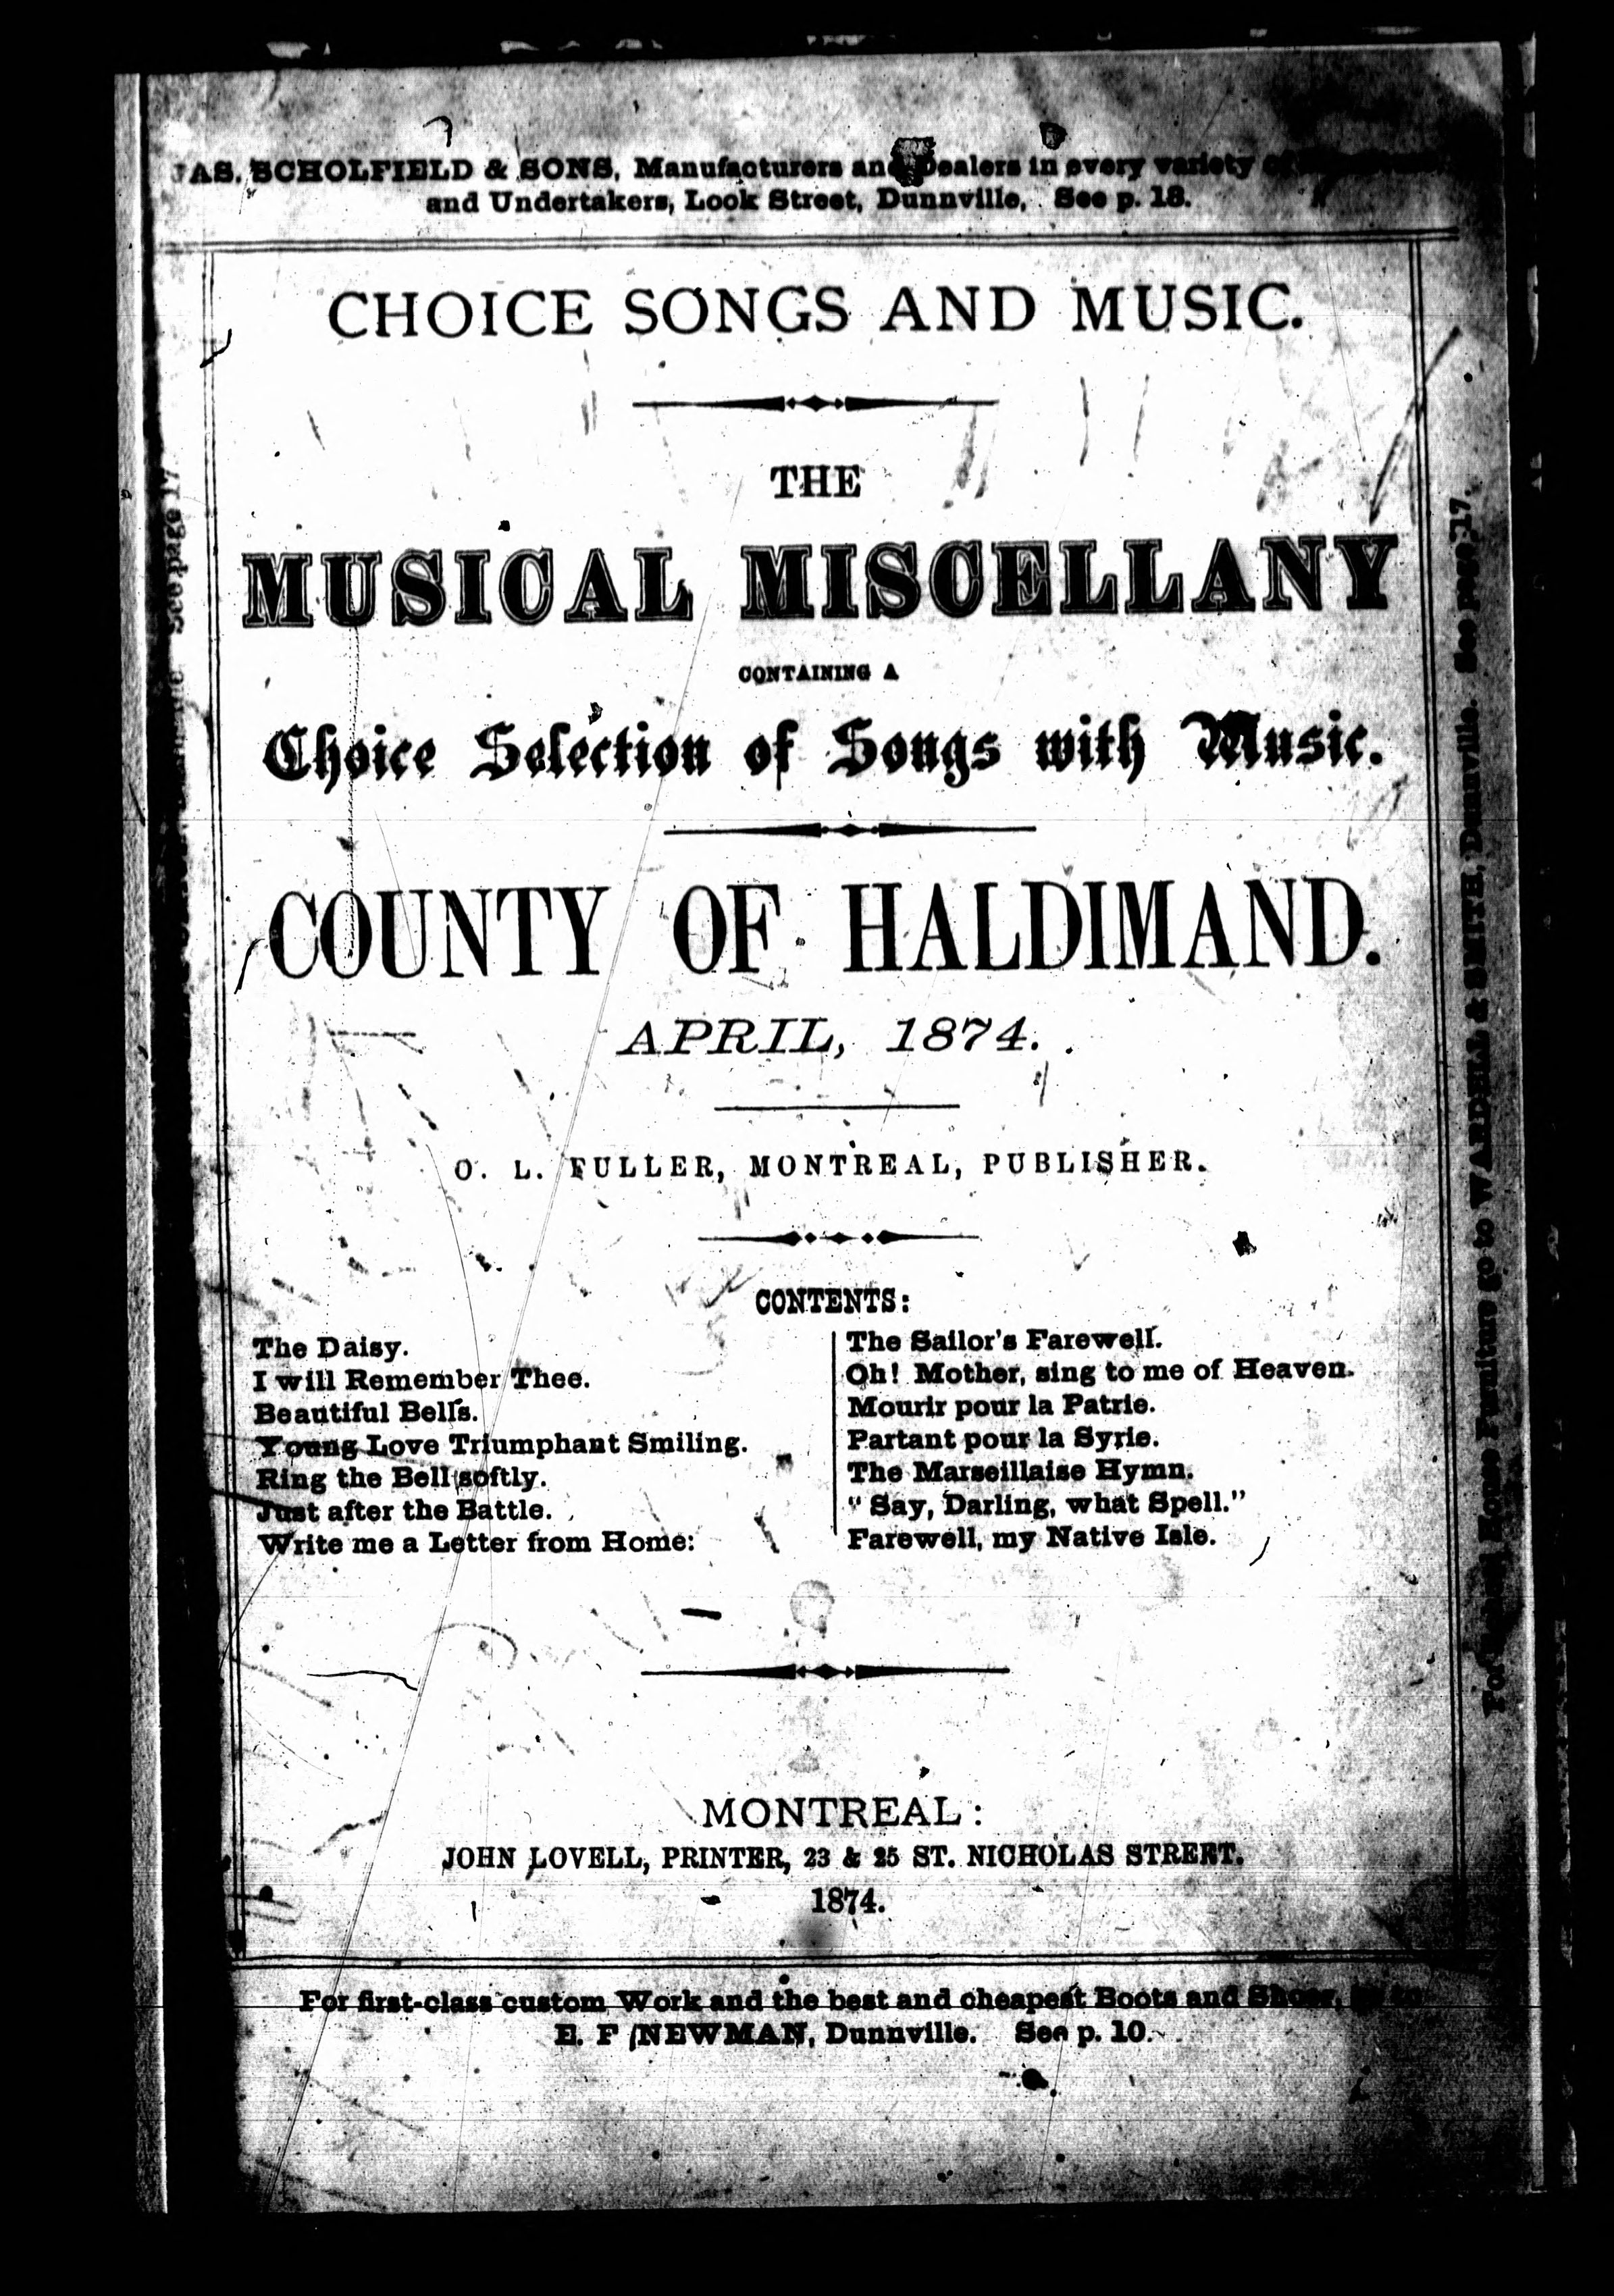 JAS. SCHOLFIELD & SONS, Manufacturers and Dealers in every variety
and Undertakers, Lock Street, Dunnville, See p. 18.
CHOICE SONGS AND MUSIC.
THE
MUSICAL MISCELLANY
CONTAINING A
Choice Selection of Songs with Music.
COUNTY OF HALDIMAND.
APRIL, 1874.
O. L. FULLER, MONTREAL, PUBLISHER.
CONTENTS:
The Daisy.
I will Remember Thee.
Beautiful Bells.
Young Love Triumphant Smiling.
Ring the Bell softly.
Just after the Battle.
Write me a Letter from Home:
The Sailor's Farewell.
Oh! Mother, sing to me of Heaven.
Mourir pour la Patrie.
Partant pour la Syrie.
The Marseillaise Hymn.
"Say, Darling, what Spell."
Farewell, my Native Isle.
MONTREAL:
JOHN LOVELL, PRINTER, 23 & 25 ST. NICHOLAS STREET.
1874.
For first-class custom Work and the best and cheapest Boots and Shoes,
E. F NEWMAN, Dunnville. See p. 10.
See page 17
For House Furniture go to WARDELL & SMITH, Dunnville. See page 17.